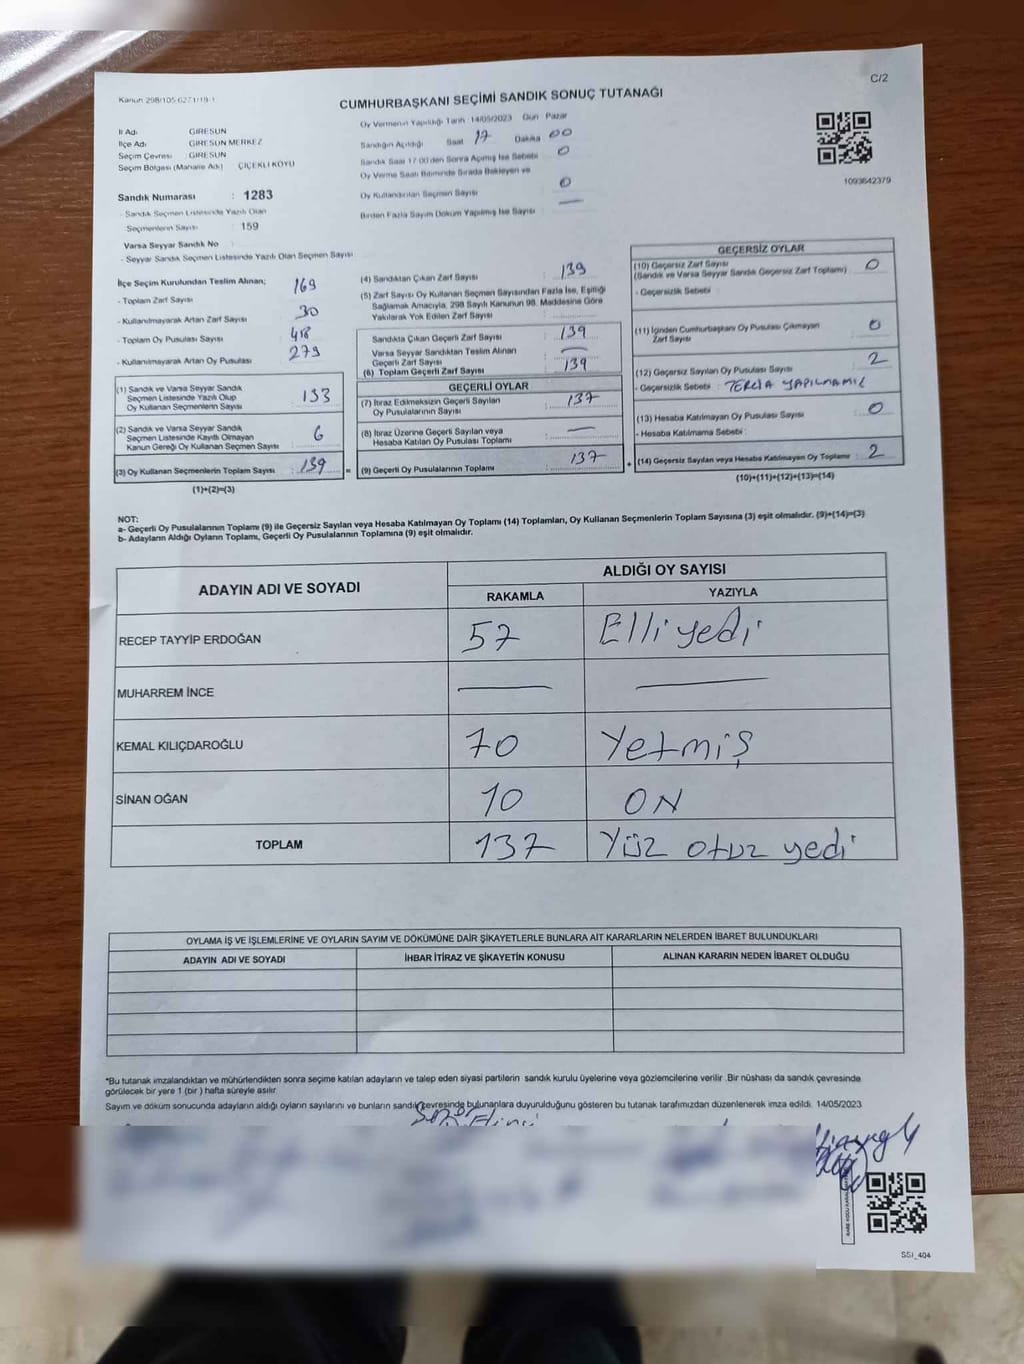 C/2
Kanun 298/105-6271/19-1
CUMHURBAŞKANI SEÇİMİ SANDIK SONUÇ TUTANAĞI
İl Adı GİRESUN
İlçe Adı GİRESUN MERKEZ
Seçim Çevresi GİRESUN
Seçim Bölgesi (Mahalle Adı) ÇİÇEKLİ KÖYÜ
Sandık Numarası : 1283
- Sandık Seçmen Listesinde Yazılı Olan
Seçmenlerin Sayısı : 159
Varsa Seyyar Sandık No
- Seyyar Sandık Seçmen Listesinde Yazılı Olan Seçmen Sayısı
Oy Vermenin Yapıldığı Tarih 14/05/2023 Gün Pazar
Sandığın Açıldığı Saat 17 Dakika 00
Sandık Saat 17:00'den Sonra Açılmış İse Sebebi 0
Oy Verme Saati Bitiminde Sırada Bekleyen ve
Oy Kullandırılan Seçmen Sayısı 0
Birden Fazla Sayım Döküm Yapılmış İse Sayısı —
1093642379
İlçe Seçim Kurulundan Teslim Alınan;
- Toplam Zarf Sayısı 169
- Kullanılmayarak Artan Zarf Sayısı 30
- Toplam Oy Pusulası Sayısı 418
- Kullanılmayarak Artan Oy Pusulası 279
(1) Sandık ve Varsa Seyyar Sandık
Seçmen Listesinde Yazılı Olup
Oy Kullanan Seçmenlerin Sayısı : 133
(2) Sandık ve Varsa Seyyar Sandık
Seçmen Listesinde Kayıtlı Olmayan
Kanun Gereği Oy Kullanan Seçmen Sayısı : 6
(3) Oy Kullanan Seçmenlerin Toplam Sayısı : 139 =
(1)+(2)=(3)
(4) Sandıktan Çıkan Zarf Sayısı : 139
(5) Zarf Sayısı Oy Kullanan Seçmen Sayısından Fazla İse, Eşitliği
Sağlamak Amacıyla, 298 Sayılı Kanunun 98. Maddesine Göre
Yakılarak Yok Edilen Zarf Sayısı :
Sandıkta Çıkan Geçerli Zarf Sayısı : 139
Varsa Seyyar Sandıktan Teslim Alınan
Geçerli Zarf Sayısı : —
(6) Toplam Geçerli Zarf Sayısı : 139
GEÇERLİ OYLAR
(7) İtiraz Edilmeksizin Geçerli Sayılan
Oy Pusulalarının Sayısı : 137
(8) İtiraz Üzerine Geçerli Sayılan veya
Hesaba Katılan Oy Pusulası Toplamı : —
(9) Geçerli Oy Pusulalarının Toplamı : 137 +
GEÇERSİZ OYLAR
(10) Geçersiz Zarf Sayısı : 0
(Sandık ve Varsa Seyyar Sandık Geçersiz Zarf Toplamı)
- Geçersizlik Sebebi :
(11) İçinden Cumhurbaşkanı Oy Pusulası Çıkmayan
Zarf Sayısı : 0
(12) Geçersiz Sayılan Oy Pusulası Sayısı : 2
- Geçersizlik Sebebi : TERCİH YAPILMAMIŞ
(13) Hesaba Katılmayan Oy Pusulası Sayısı : 0
- Hesaba Katılmama Sebebi :
(14) Geçersiz Sayılan veya Hesaba Katılmayan Oy Toplamı : 2
(10)+(11)+(12)+(13)=(14)
NOT:
a- Geçerli Oy Pusulalarının Toplamı (9) ile Geçersiz Sayılan veya Hesaba Katılmayan Oy Toplamı (14) Toplamları, Oy Kullanan Seçmenlerin Toplam Sayısına (3) eşit olmalıdır. (9)+(14)=(3)
b- Adayların Aldığı Oyların Toplamı, Geçerli Oy Pusulalarının Toplamına (9) eşit olmalıdır.
ADAYIN ADI VE SOYADI ALDIĞI OY SAYISI
RAKAMLA YAZIYLA
RECEP TAYYİP ERDOĞAN 57 Elli yedi
MUHARREM İNCE — —
KEMAL KILIÇDAROĞLU 70 Yetmiş
SİNAN OĞAN 10 ON
TOPLAM 137 Yüz otuz yedi
OYLAMA İŞ VE İŞLEMLERİNE VE OYLARIN SAYIM VE DÖKÜMÜNE DAİR ŞİKAYETLERLE BUNLARA AİT KARARLARIN NELERDEN İBARET BULUNDUKLARI
ADAYIN ADI VE SOYADI İHBAR İTİRAZ VE ŞİKAYETİN KONUSU ALINAN KARARIN NEDEN İBARET OLDUĞU
*Bu tutanak imzalandıktan ve mühürlendikten sonra seçime katılan adayların ve talep eden siyasi partilerin sandık kurulu üyelerine veya gözlemcilerine verilir .Bir nüshası da sandık çevresinde
görülecek bir yere 1 (bir ) hafta süreyle asılır.
Sayım ve döküm sonucunda adayların aldığı oyların sayılarını ve bunların sandık çevresinde bulunanlara duyurulduğunu gösteren bu tutanak tarafımızdan düzenlenerek imza edildi. 14/05/2023
SSİ_404